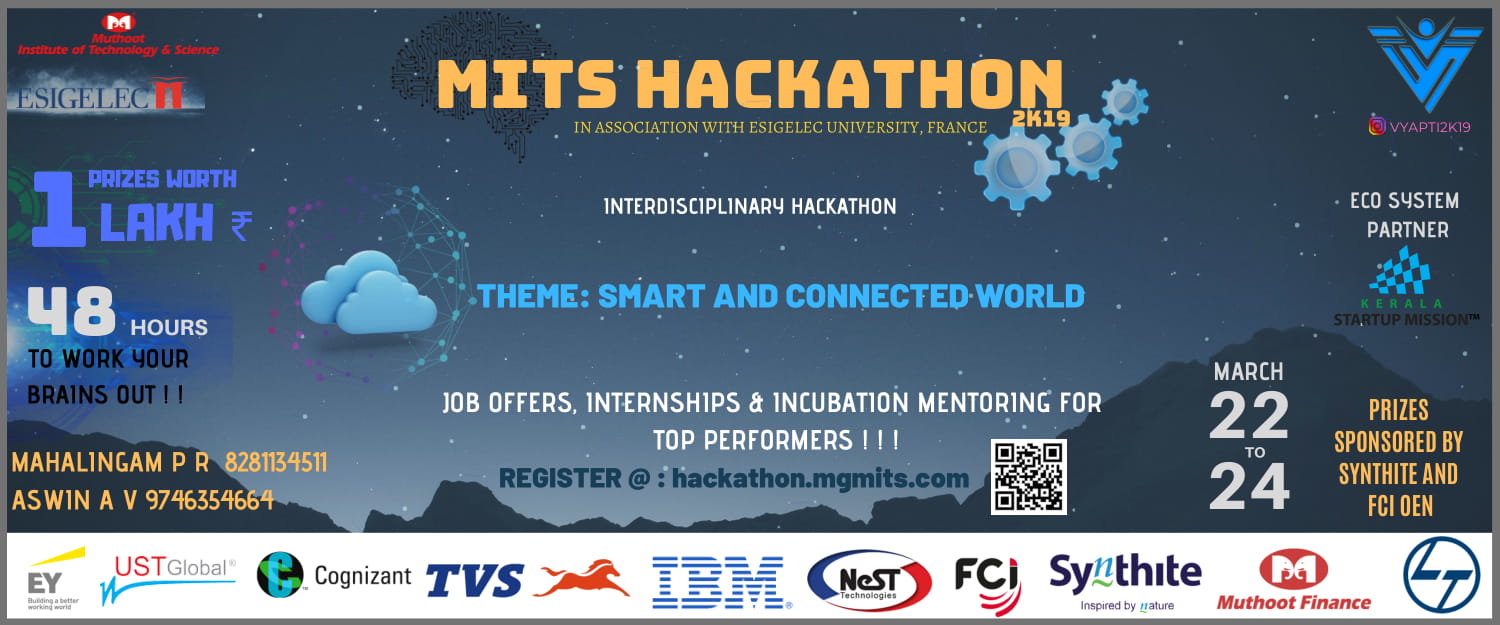 Muthoot
Institute of Technology & Science
ESIGELEC
MITS HACKATHON
2K19
IN ASSOCIATION WITH ESIGELEC UNIVERSITY, FRANCE
VYAPTI2K19
1 PRIZES WORTH
LAKH ₹
INTERDISCIPLINARY HACKATHON
ECO SYSTEM
PARTNER
KERALA
STARTUP MISSION™
THEME: SMART AND CONNECTED WORLD
48 HOURS
TO WORK YOUR
BRAINS OUT ! !
JOB OFFERS, INTERNSHIPS & INCUBATION MENTORING FOR
TOP PERFORMERS ! ! !
REGISTER @ : hackathon.mgmits.com
MARCH
22
TO
24
PRIZES
SPONSORED BY
SYNTHITE AND
FCI OEN
MAHALINGAM P R 8281134511
ASWIN A V 9746354664
EY
Building a better
working world
UST Global®
Cognizant
TVS
IBM®
NeST
Technologies
FCi
Synthite
Inspired by nature
Muthoot Finance
LT